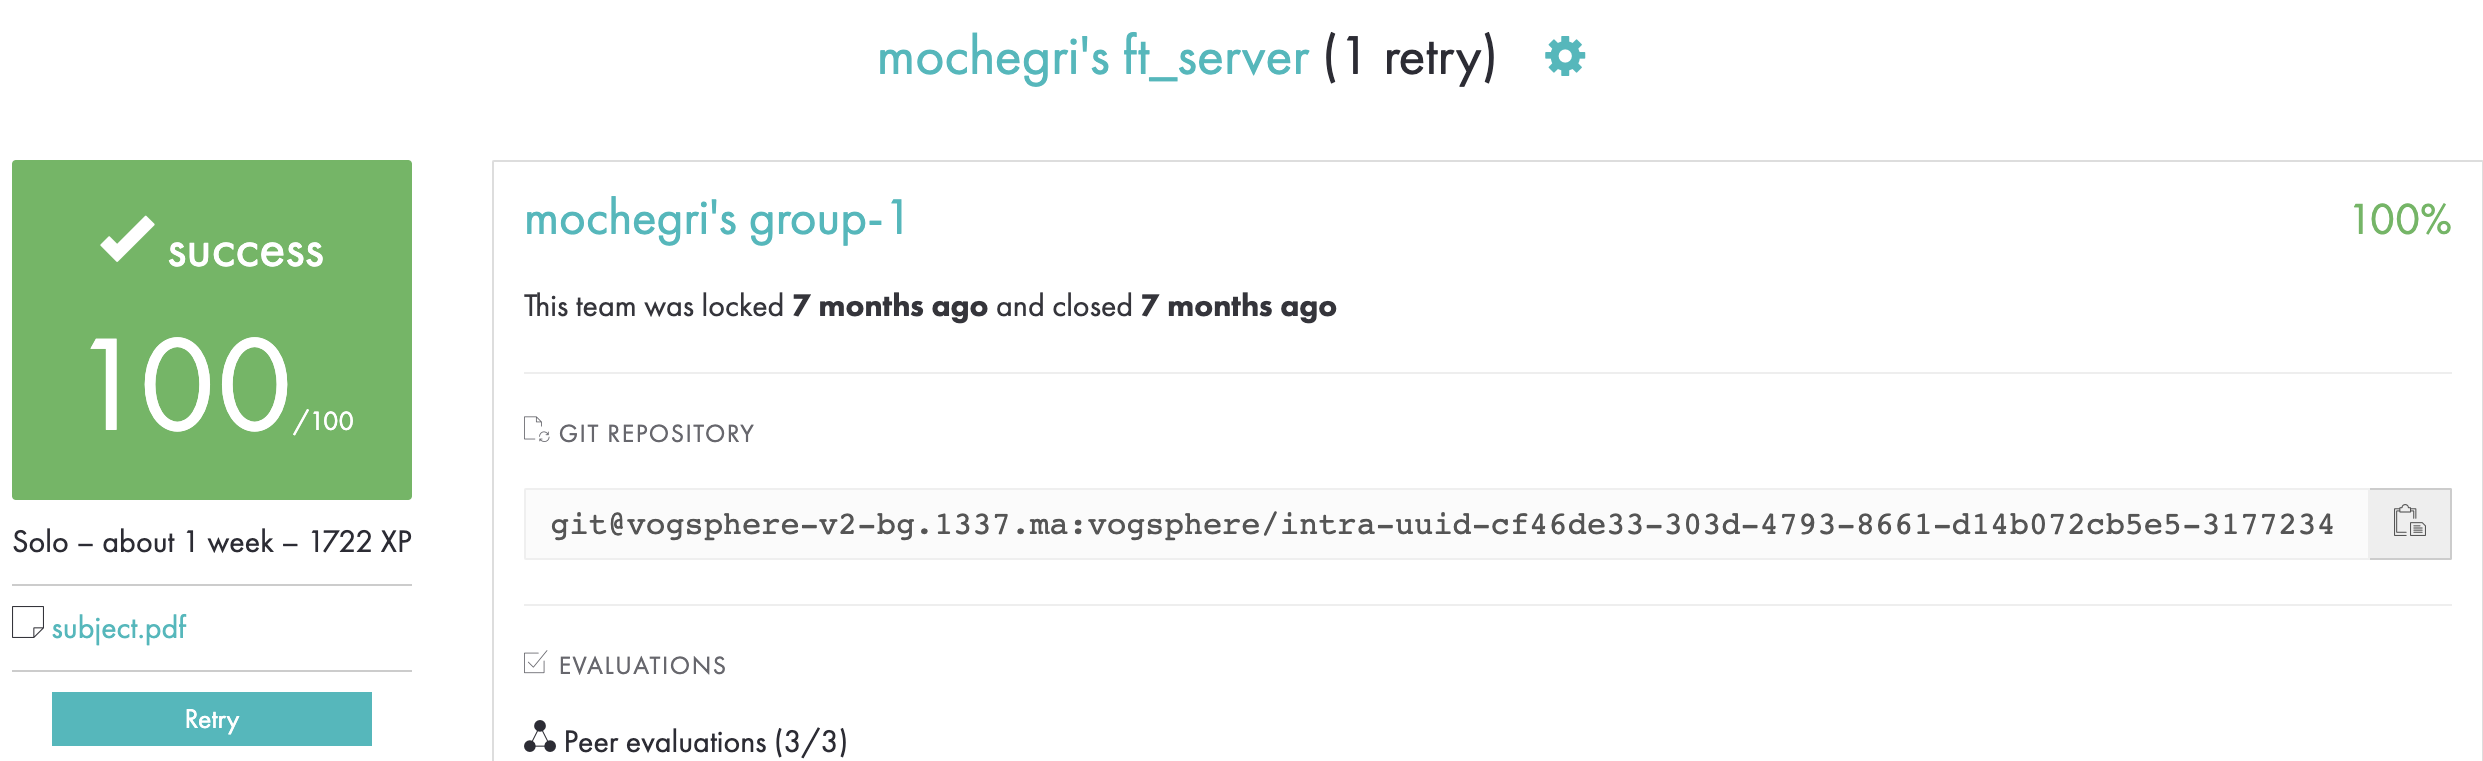 mochegri's ft_server (1 retry)
success
100/100
Solo – about 1 week – 1722 XP
subject.pdf
Retry
mochegri's group-1
100%
This team was locked 7 months ago and closed 7 months ago
GIT REPOSITORY
git@vogsphere-v2-bg.1337.ma:vogsphere/intra-uuid-cf46de33-303d-4793-8661-d14b072cb5e5-3177234
EVALUATIONS
Peer evaluations (3/3)